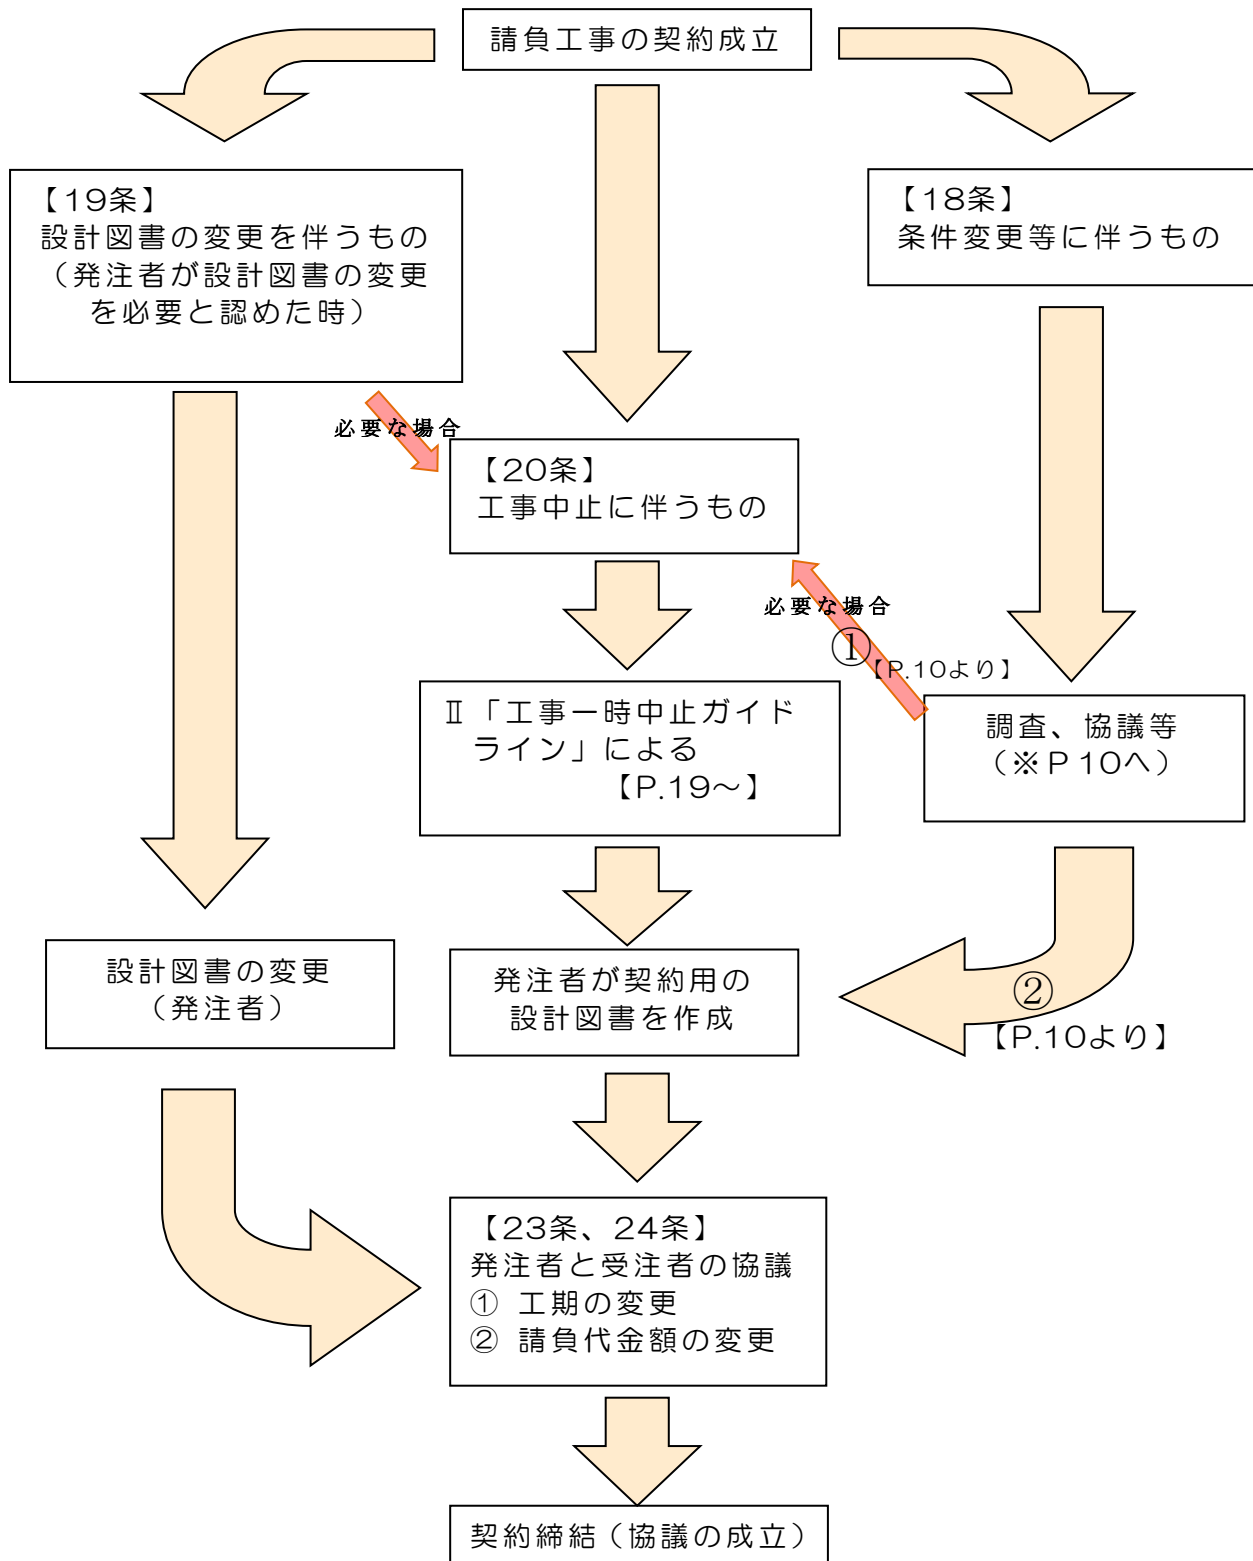 請負工事の契約成立
【19条】
設計図書の変更を伴うもの
（発注者が設計図書の変更
を必要と認めた時）
【18条】
条件変更等に伴うもの
必要な場合
【20条】
工事中止に伴うもの
必要な場合
①
【P.10より】
Ⅱ「工事一時中止ガイド
ライン」による
【P.19～】
調査、協議等
（※Ｐ10へ）
設計図書の変更
（発注者）
発注者が契約用の
設計図書を作成
②
【P.10より】
【23条、24条】
発注者と受注者の協議
① 工期の変更
② 請負代金額の変更
契約締結（協議の成立）